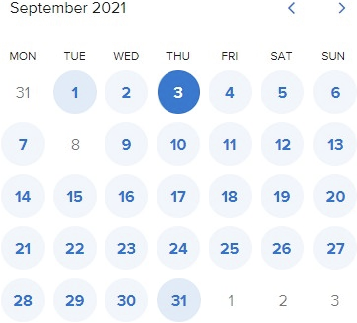 September 2021
MON TUE WED THU FRI SAT SUN
31 1 2 3 4 5 6
7 8 9 10 11 12 13
14 15 16 17 18 19 20
21 22 23 24 25 26 27
28 29 30 31 1 2 3